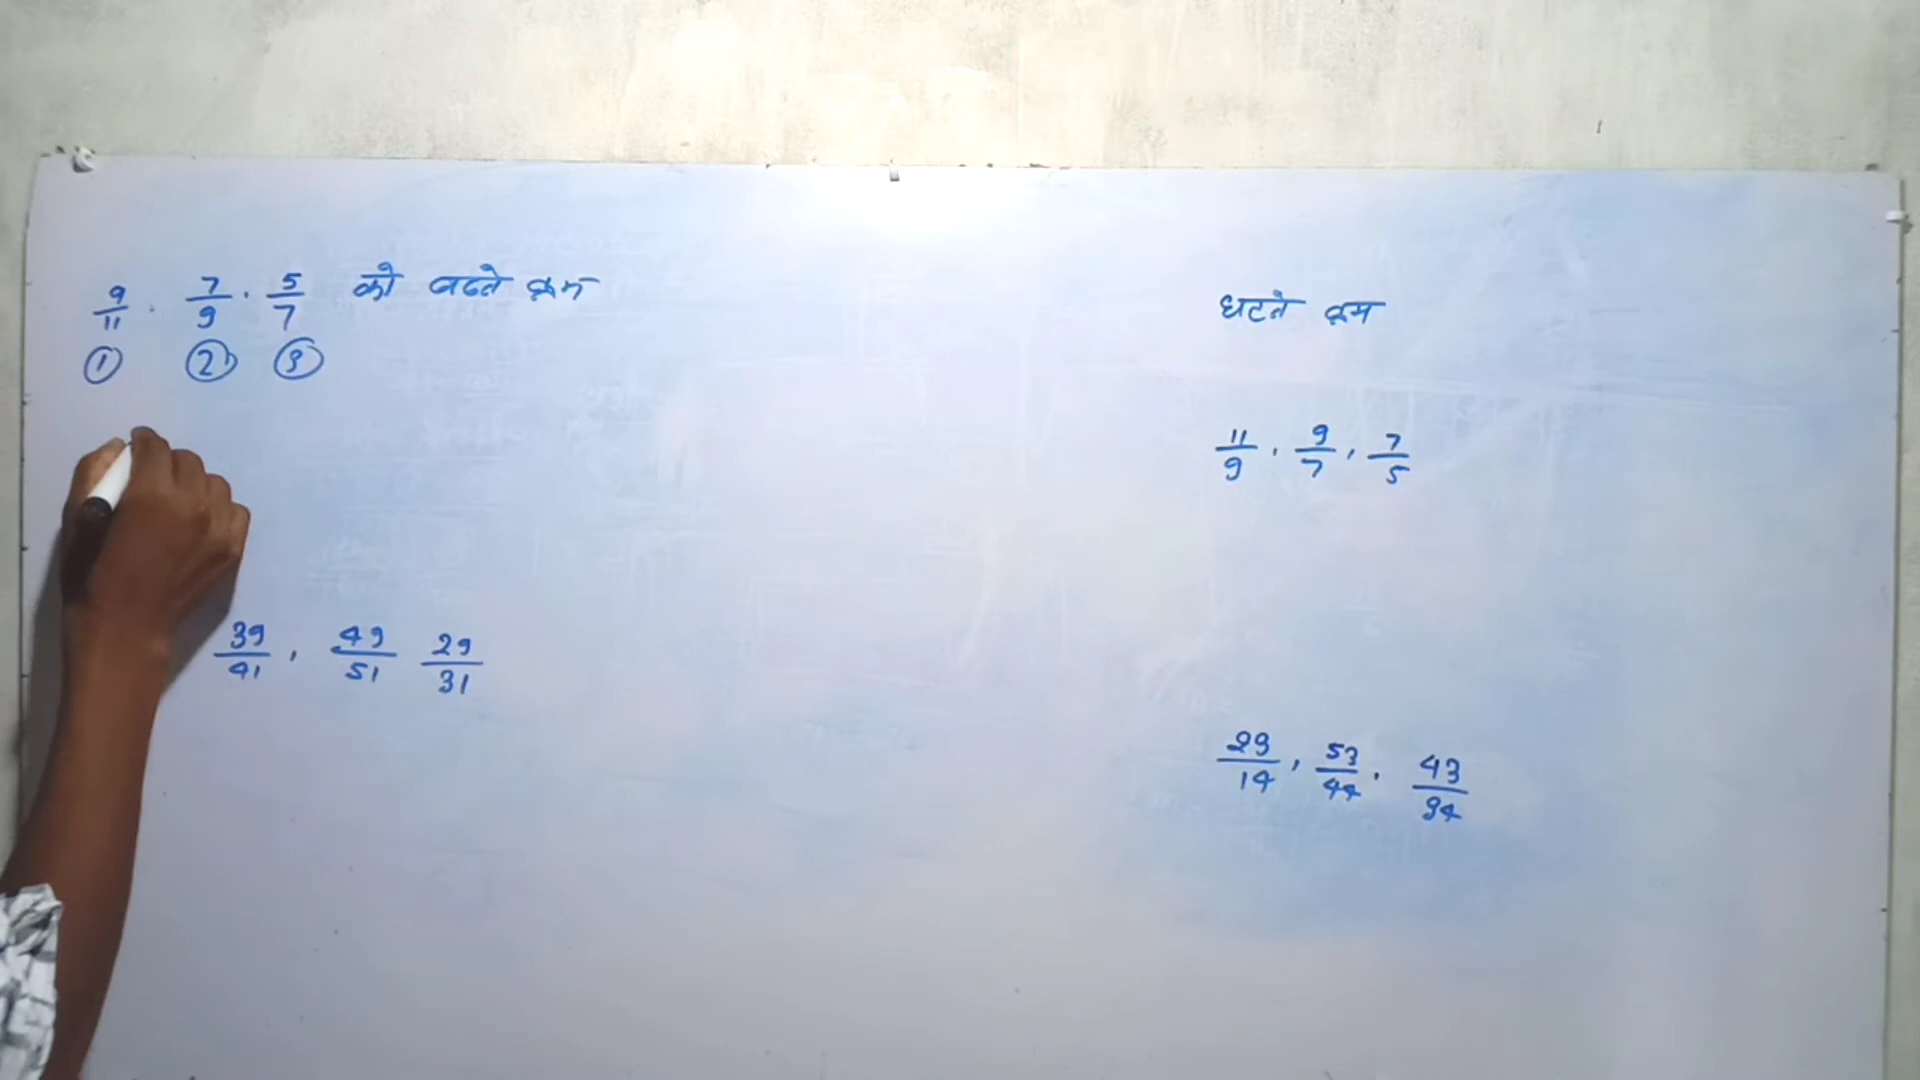 9/11 , 7/9 , 5/7 को बढते क्रम
① ② ③
39/41 , 49/51 29/31
घटते क्रम
11/9 , 9/7 , 7/5
29/14 , 53/44 , 43/34